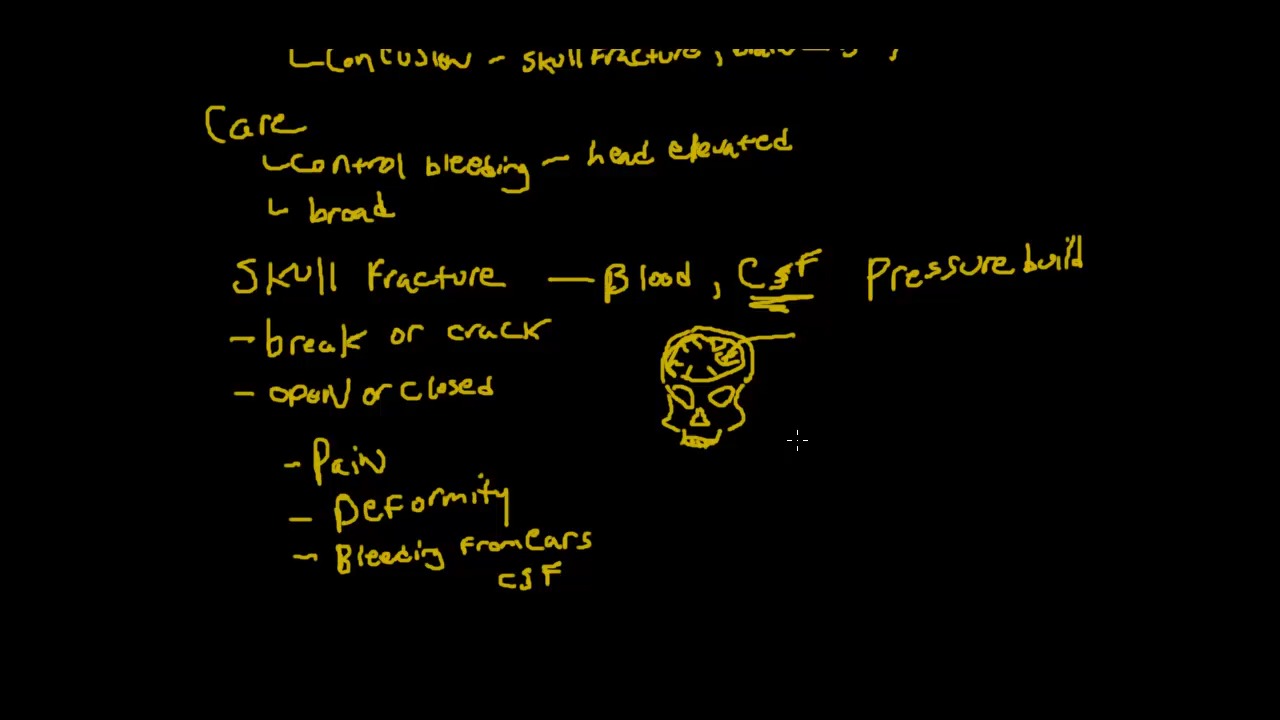 Concusion - skull fracture,
Care
control bleeding - head elevated
broad
Skull Fracture - Blood, CSF Pressure build
- break or crack
- open or closed
- Pain
- Deformity
- Bleeding from ears
CSF